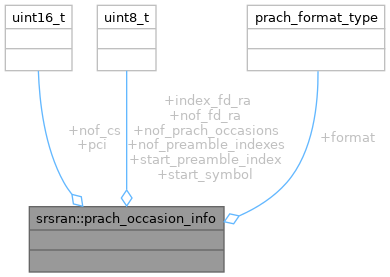 uint16_t
uint8_t
prach_format_type
+index_fd_ra
+nof_fd_ra
+nof_prach_occasions
+nof_preamble_indexes
+start_preamble_index
+start_symbol
+nof_cs
+pci
+format
srsran::prach_occasion_info